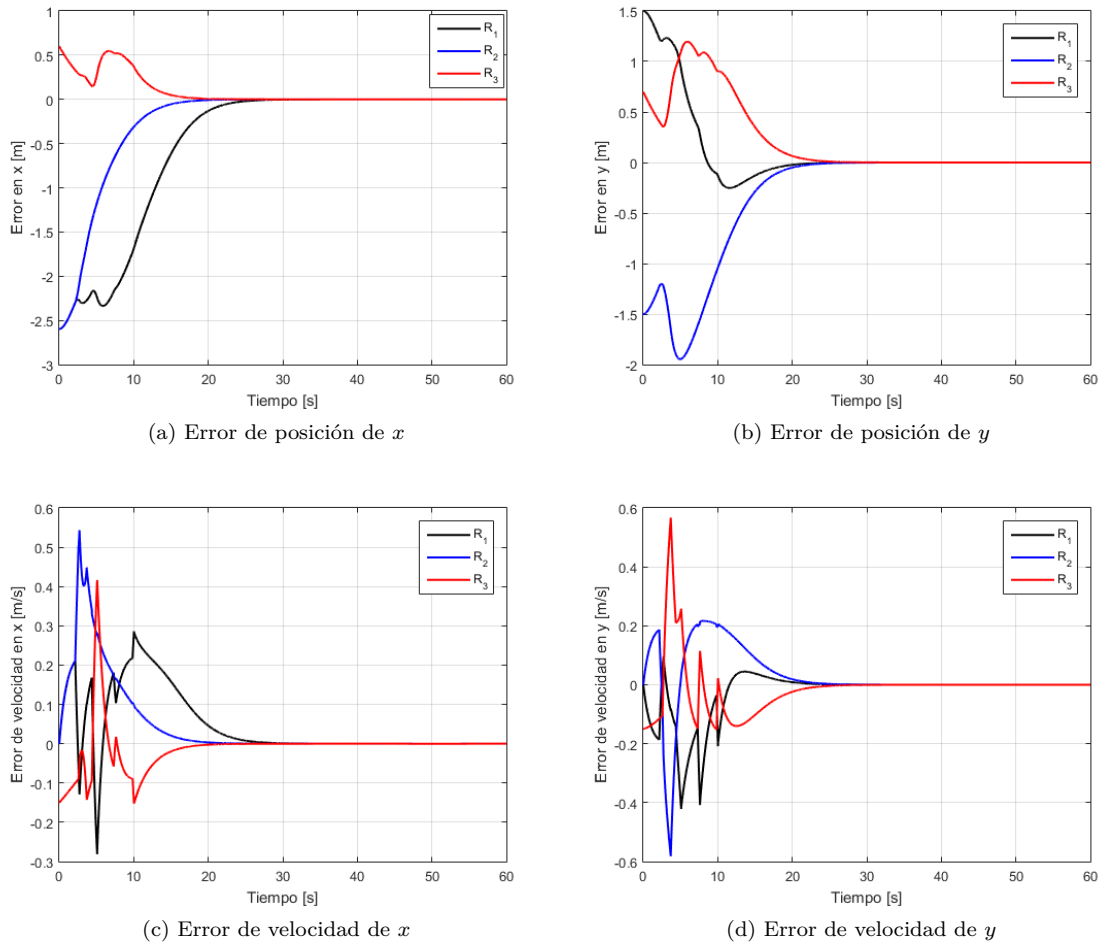 1
0.5
0
-0.5
-1
-1.5
-2
-2.5
-3
Error en x [m]
0 10 20 30 40 50 60
Tiempo [s]
R1
R2
R3
(a) Error de posición de x
1.5
1
0.5
0
-0.5
-1
-1.5
-2
Error en y [m]
0 10 20 30 40 50 60
Tiempo [s]
R1
R2
R3
(b) Error de posición de y
0.6
0.5
0.4
0.3
0.2
0.1
0
-0.1
-0.2
-0.3
Error de velocidad en x [m/s]
0 10 20 30 40 50 60
Tiempo [s]
R1
R2
R3
(c) Error de velocidad de x
0.6
0.4
0.2
0
-0.2
-0.4
-0.6
Error de velocidad en y [m/s]
0 10 20 30 40 50 60
Tiempo [s]
R1
R2
R3
(d) Error de velocidad de y